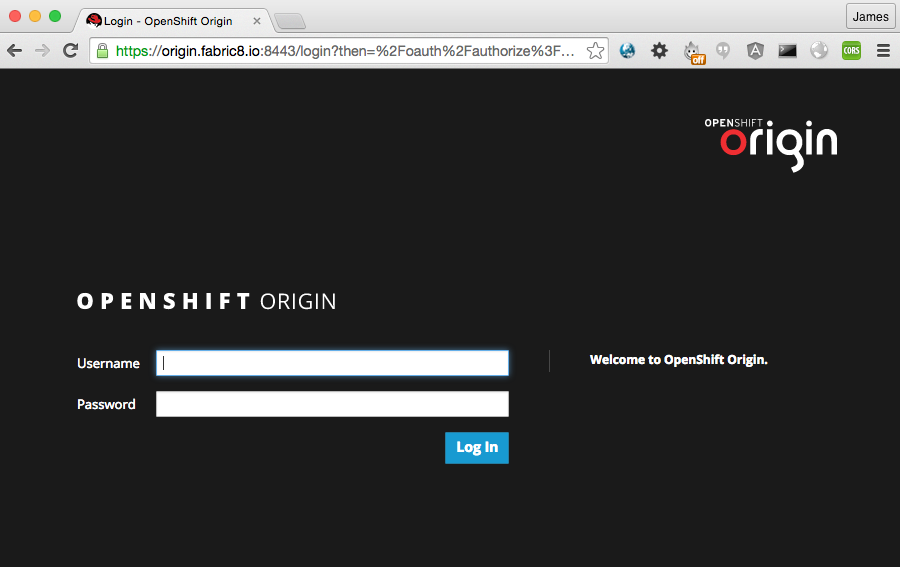 Login - OpenShift Origin
James
https://origin.fabric8.io:8443/login?then=%2Foauth%2Fauthorize%3F...
off
CORS
OPENSHIFT
origin
OPENSHIFT ORIGIN
Username
Welcome to OpenShift Origin.
Password
Log In